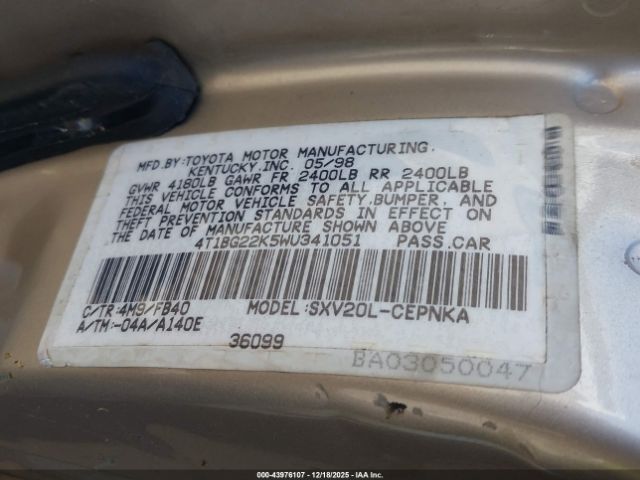 MFD.BY:TOYOTA MOTOR MANUFACTURING.
KENTUCKY INC. 05/98
GVWR 4180LB GAWR FR 2400LB RR 2400LB
THIS VEHICLE CONFORMS TO ALL APPLICABLE
FEDERAL MOTOR VEHICLE SAFETY,BUMPER, AND
THEFT PREVENTION STANDARDS IN EFFECT ON
THE DATE OF MANUFACTURE SHOWN ABOVE
4T1BG22K5WU341051 PASS.CAR
C/TR:4M9/FB40 MODEL:SXV20L-CEPNKA
A/TM:-04A/A140E
36099
BA03050047
000-43976107 - 12/18/2025 - IAA Inc.